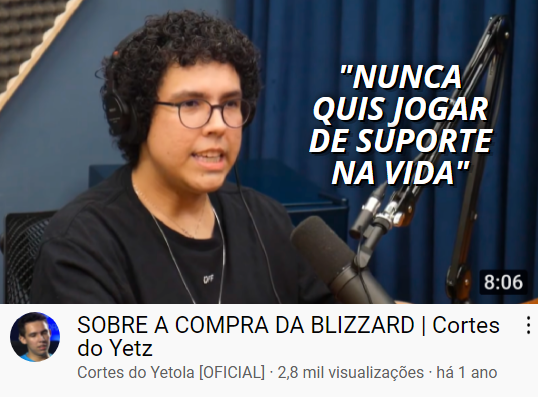 "NUNCA
QUIS JOGAR
DE SUPORTE
NA VIDA"
OFF
8:06
SOBRE A COMPRA DA BLIZZARD | Cortes
do Yetz
Cortes do Yetola [OFICIAL] · 2,8 mil visualizações · há 1 ano